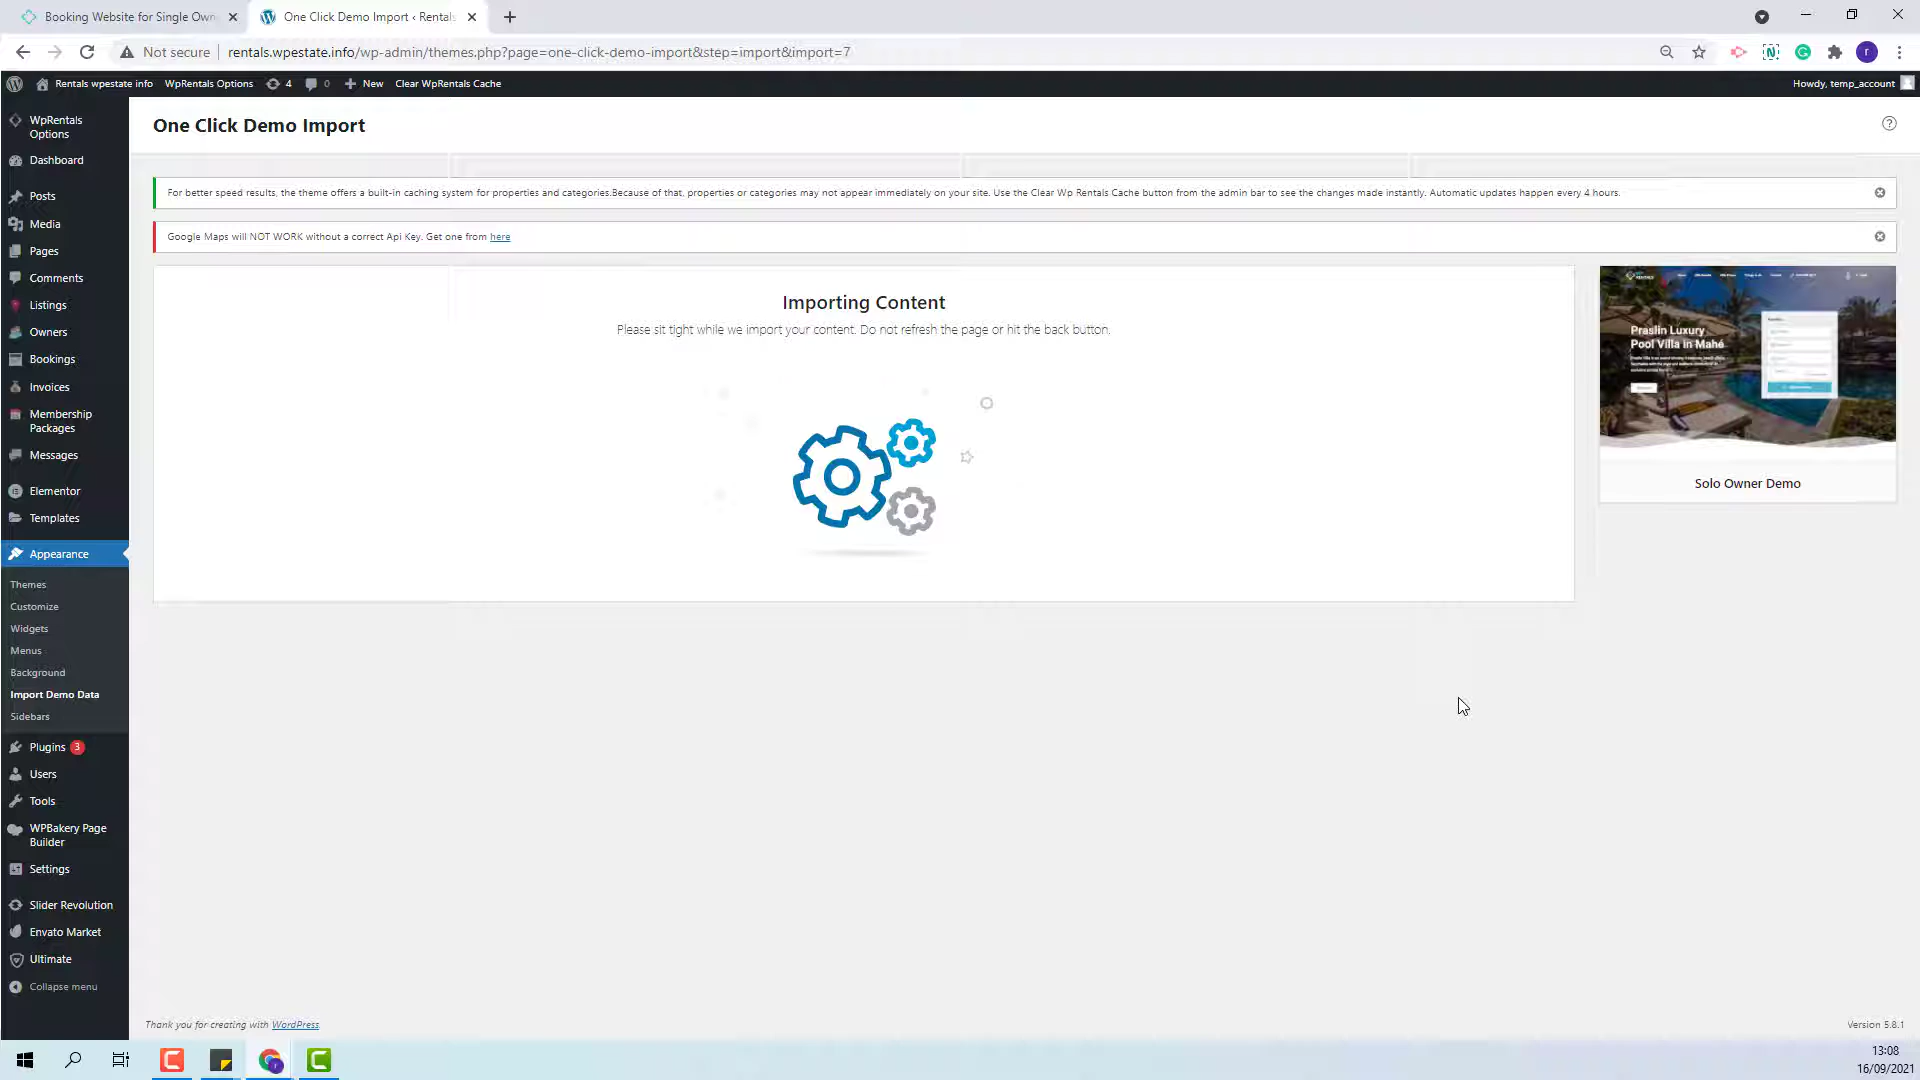 Booking Website for Single Own
One Click Demo Import ‹ Rentals
Not secure
rentals.wpestate.info/wp-admin/themes.php?page=one-click-demo-import&step=import&import=7
Rentals wpestate info
WpRentals Options
4
0
New
Clear WpRentals Cache
Howdy, temp_account
WpRentals Options
Dashboard
Posts
Media
Pages
Comments
Listings
Owners
Bookings
Invoices
Membership Packages
Messages
Elementor
Templates
Appearance
Themes
Customize
Widgets
Menus
Background
Import Demo Data
Sidebars
Plugins 3
Users
Tools
WPBakery Page Builder
Settings
Slider Revolution
Envato Market
Ultimate
Collapse menu
One Click Demo Import
For better speed results, the theme offers a built-in caching system for properties and categories.Because of that, properties or categories may not appear immediately on your site. Use the Clear Wp Rentals Cache button from the admin bar to see the changes made instantly. Automatic updates happen every 4 hours.
Google Maps will NOT WORK without a correct Api Key. Get one from here
Importing Content
Please sit tight while we import your content. Do not refresh the page or hit the back button.
Praslin Luxury
Pool Villa in Mahé
Solo Owner Demo
Thank you for creating with WordPress.
Version 5.8.1
13:08
16/09/2021